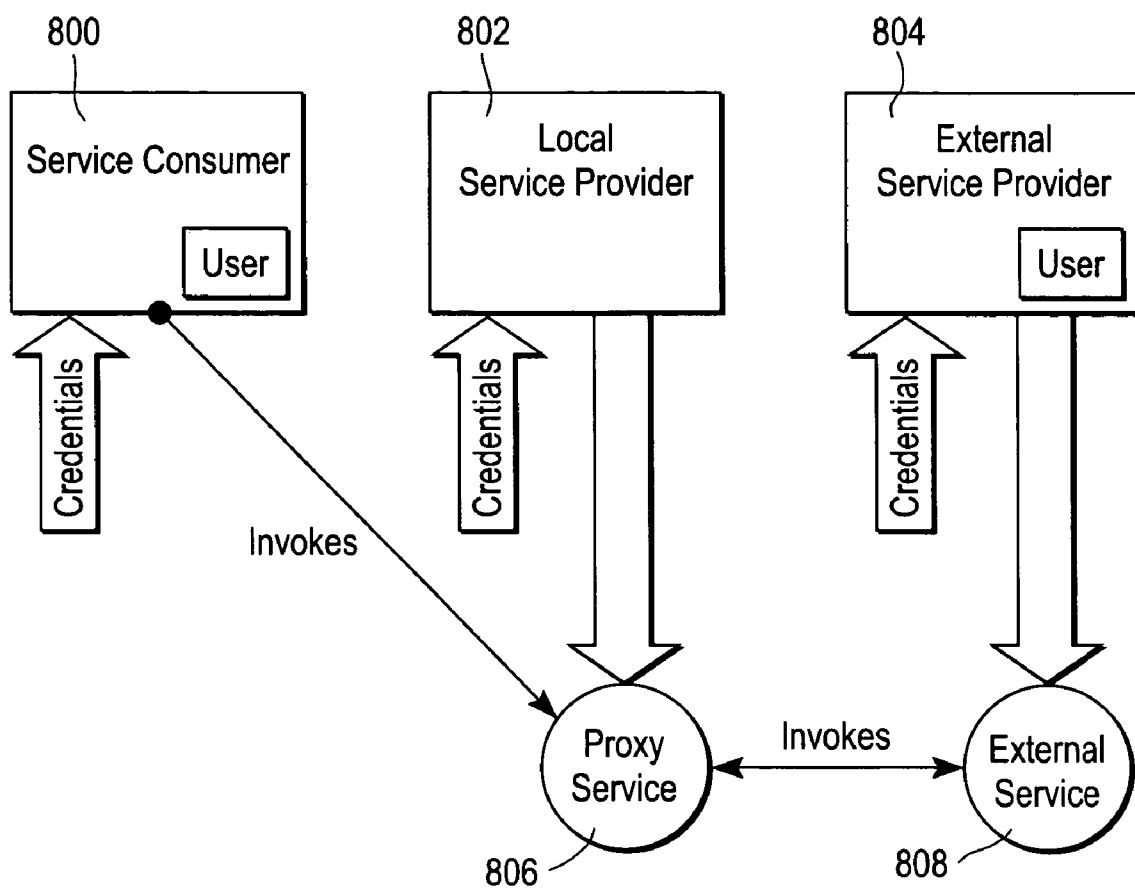 800
802
804
Service Consumer
User
Local
Service Provider
External
Service Provider
User
Credentials
Credentials
Credentials
Invokes
Proxy
Service
Invokes
External
Service
806
808